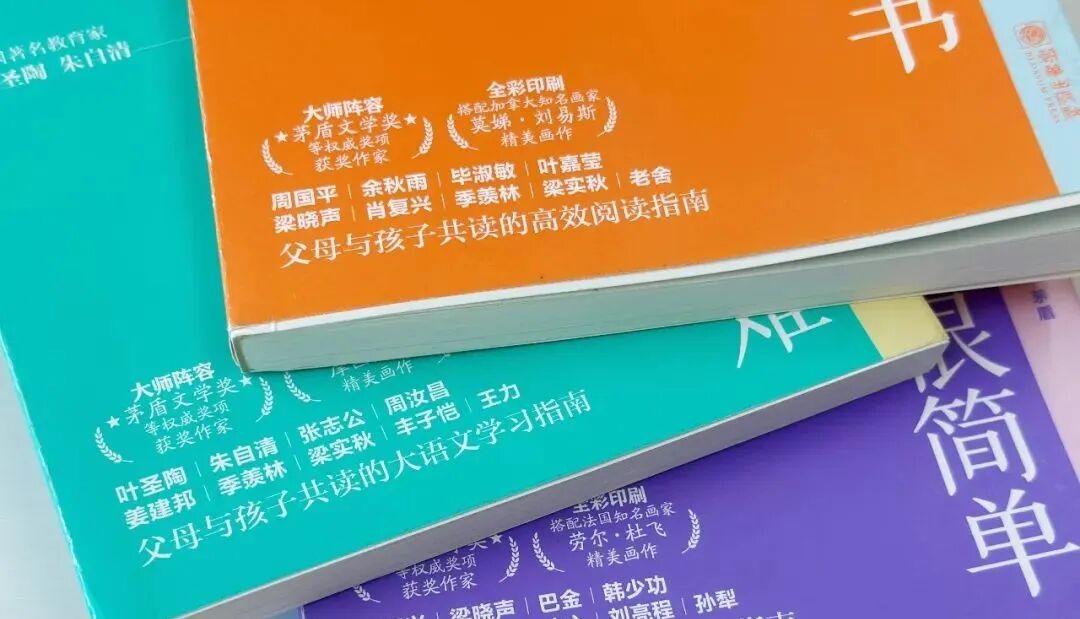 书
大师阵容
茅盾文学奖
等权威奖项
获奖作家
全彩印刷
搭配加拿大知名画家
莫娣·刘易斯
精美画作
周国平 | 余秋雨 | 毕淑敏 | 叶嘉莹
梁晓声 | 肖复兴 | 季羡林 | 梁实秋 | 老舍
父母与孩子共读的高效阅读指南
著名教育家
圣陶 朱自清
难
大师阵容
茅盾文学奖
等权威奖项
获奖作家
精美画作
叶圣陶 | 朱自清 | 张志公 | 周汝昌
姜建邦 | 季羡林 | 梁实秋 | 丰子恺 | 王力
父母与孩子共读的大语文学习指南
很简单
文学奖
等权威奖项
获奖作家
全彩印刷
搭配法国知名画家
劳尔·杜飞
精美画作
梁晓声 | 巴金 | 韩少功
刘亮程 | 孙犁
指南
茅盾